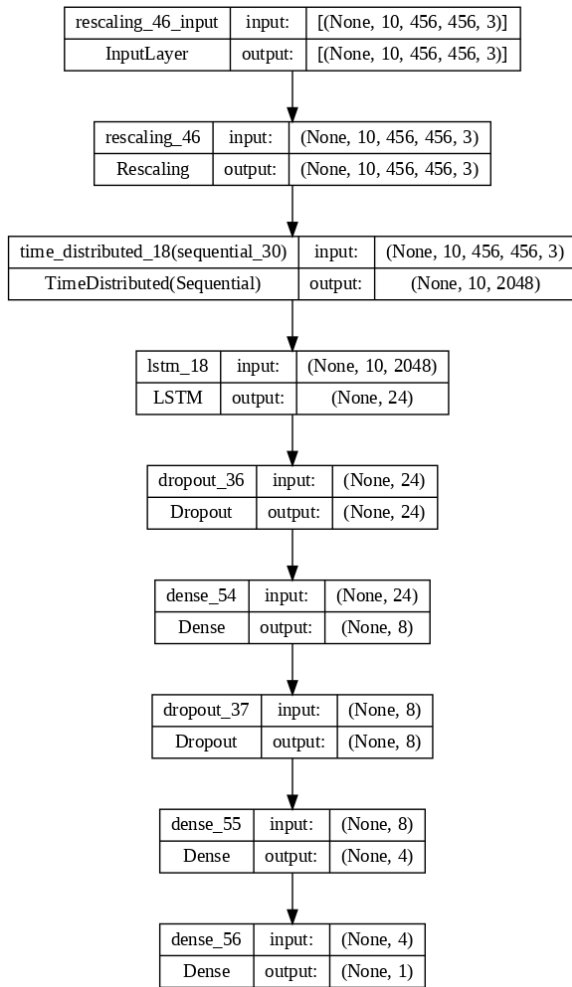 rescaling_46_input input: [(None, 10, 456, 456, 3)]
InputLayer output: [(None, 10, 456, 456, 3)]
rescaling_46 input: (None, 10, 456, 456, 3)
Rescaling output: (None, 10, 456, 456, 3)
time_distributed_18(sequential_30) input: (None, 10, 456, 456, 3)
TimeDistributed(Sequential) output: (None, 10, 2048)
lstm_18 input: (None, 10, 2048)
LSTM output: (None, 24)
dropout_36 input: (None, 24)
Dropout output: (None, 24)
dense_54 input: (None, 24)
Dense output: (None, 8)
dropout_37 input: (None, 8)
Dropout output: (None, 8)
dense_55 input: (None, 8)
Dense output: (None, 4)
dense_56 input: (None, 4)
Dense output: (None, 1)